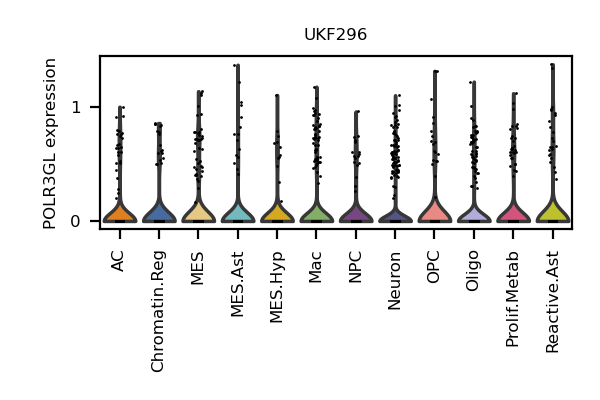 UKF296
POLR3GL expression
1
0
AC
Chromatin.Reg
MES
MES.Ast
MES.Hyp
Mac
NPC
Neuron
OPC
Oligo
Prolif.Metab
Reactive.Ast